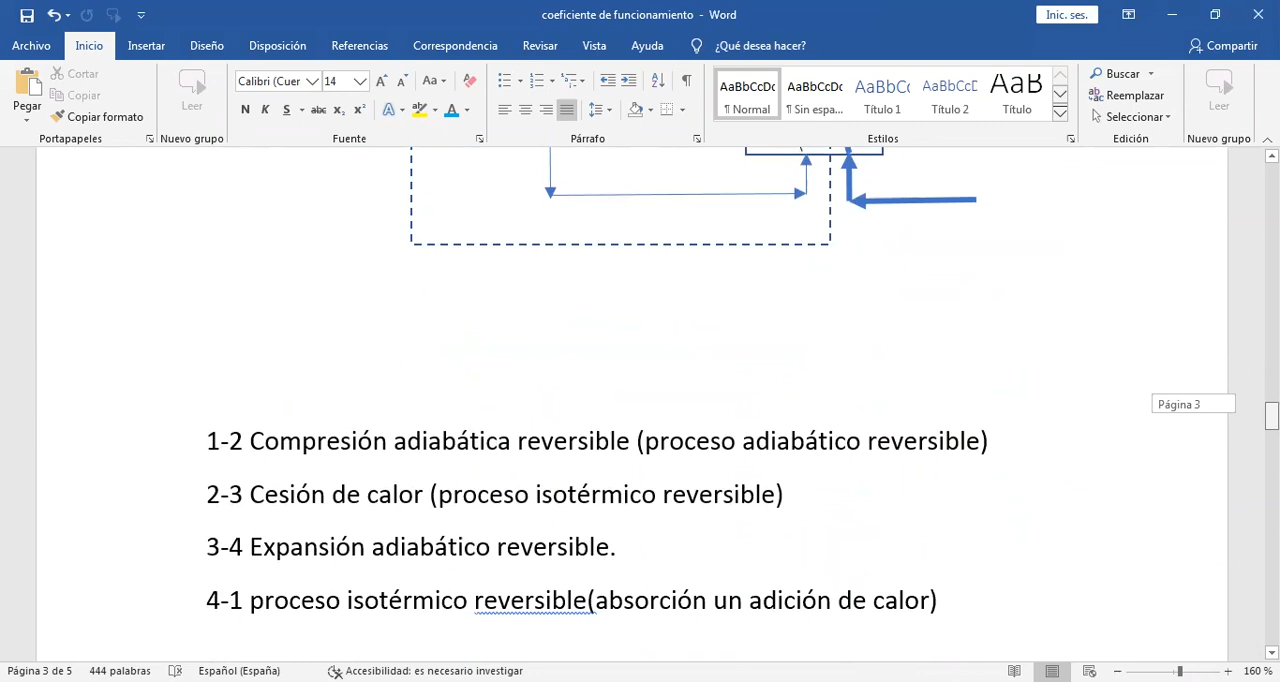 coeficiente de funcionamiento - Word
Inic. ses.
Archivo Inicio Insertar Diseño Disposición Referencias Correspondencia Revisar Vista Ayuda ¿Qué desea hacer? Compartir
Pegar
Cortar
Copiar
Copiar formato
Portapapeles
Leer
Nuevo grupo
Calibri (Cuer 14
Aa
N K S abc x₂ x² A A
Fuente
Párrafo
AaBbCcDc AaBbCcDc AaBbCc AaBbCcD AaB
¶ Normal ¶ Sin espa... Título 1 Título 2 Título
Estilos
Buscar
Reemplazar
Seleccionar
Edición
Leer
Nuevo grupo
Página 3
1-2 Compresión adiabática reversible (proceso adiabático reversible)
2-3 Cesión de calor (proceso isotérmico reversible)
3-4 Expansión adiabático reversible.
4-1 proceso isotérmico reversible(absorción un adición de calor)
Página 3 de 5 444 palabras Español (España) Accesibilidad: es necesario investigar 160 %